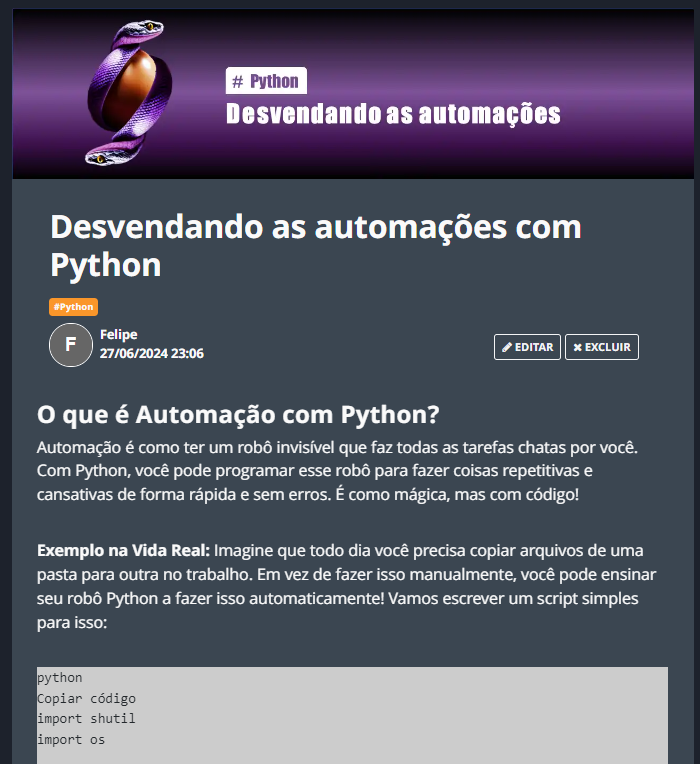 # Python
Desvendando as automações
Desvendando as automações com
Python
#Python
F
Felipe
27/06/2024 23:06
EDITAR
EXCLUIR
O que é Automação com Python?
Automação é como ter um robô invisível que faz todas as tarefas chatas por você.
Com Python, você pode programar esse robô para fazer coisas repetitivas e
cansativas de forma rápida e sem erros. É como mágica, mas com código!
Exemplo na Vida Real: Imagine que todo dia você precisa copiar arquivos de uma
pasta para outra no trabalho. Em vez de fazer isso manualmente, você pode ensinar
seu robô Python a fazer isso automaticamente! Vamos escrever um script simples
para isso:
python
Copiar código
import shutil
import os